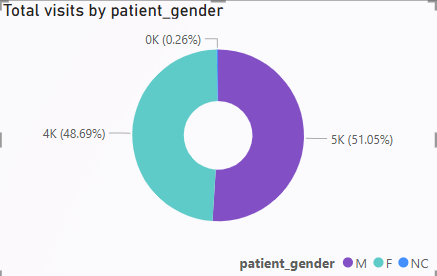 Total visits by patient_gender
0K (0.26%)
4K (48.69%)
5K (51.05%)
patient_gender M F NC